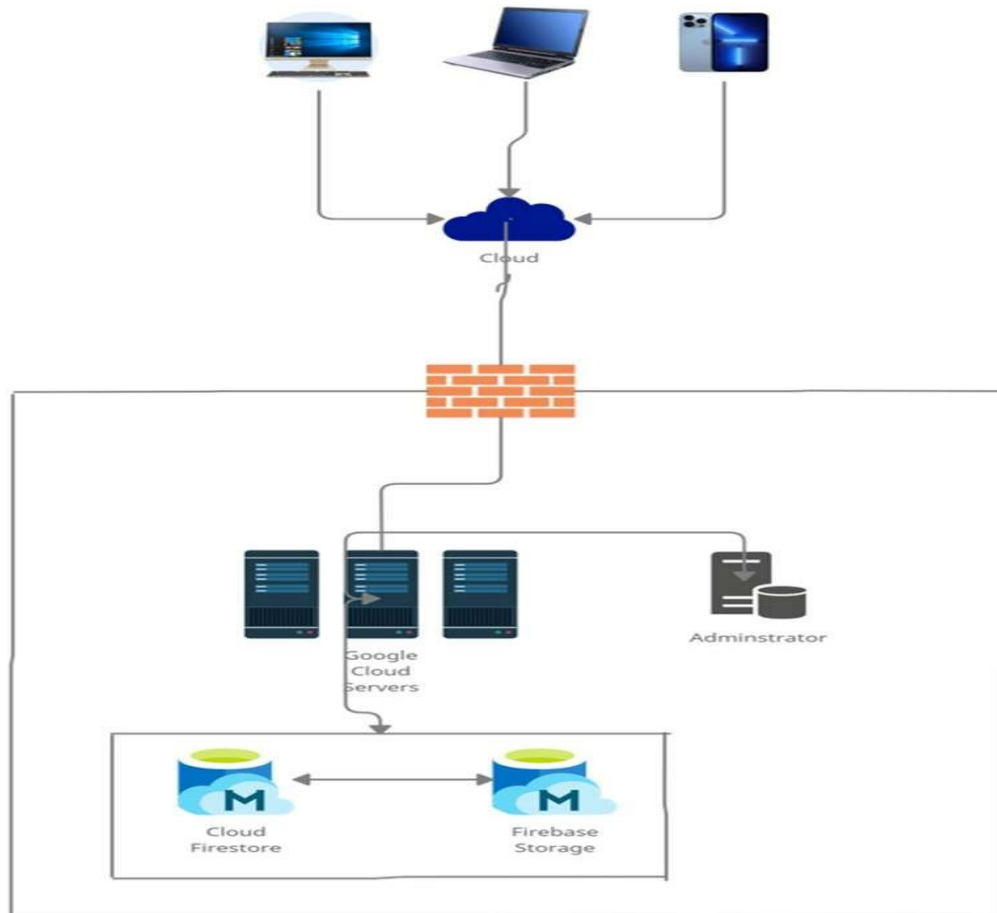 Cloud
Google
Cloud
Servers
Adminstrator
M
M
Cloud
Firestore
Firebase
Storage